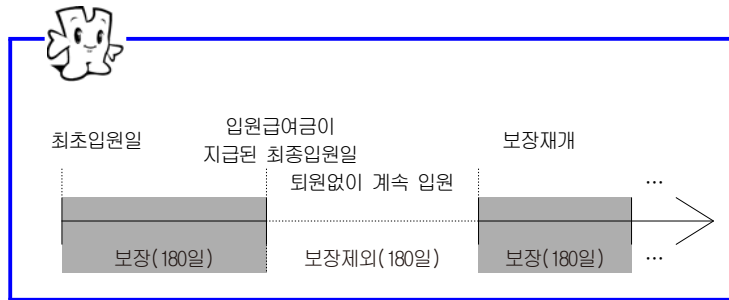 최초입원일
입원급여금이
지급된 최종입원일
보장재개
퇴원없이 계속 입원
…
보장(180일)
보장제외(180일)
보장(180일)
…